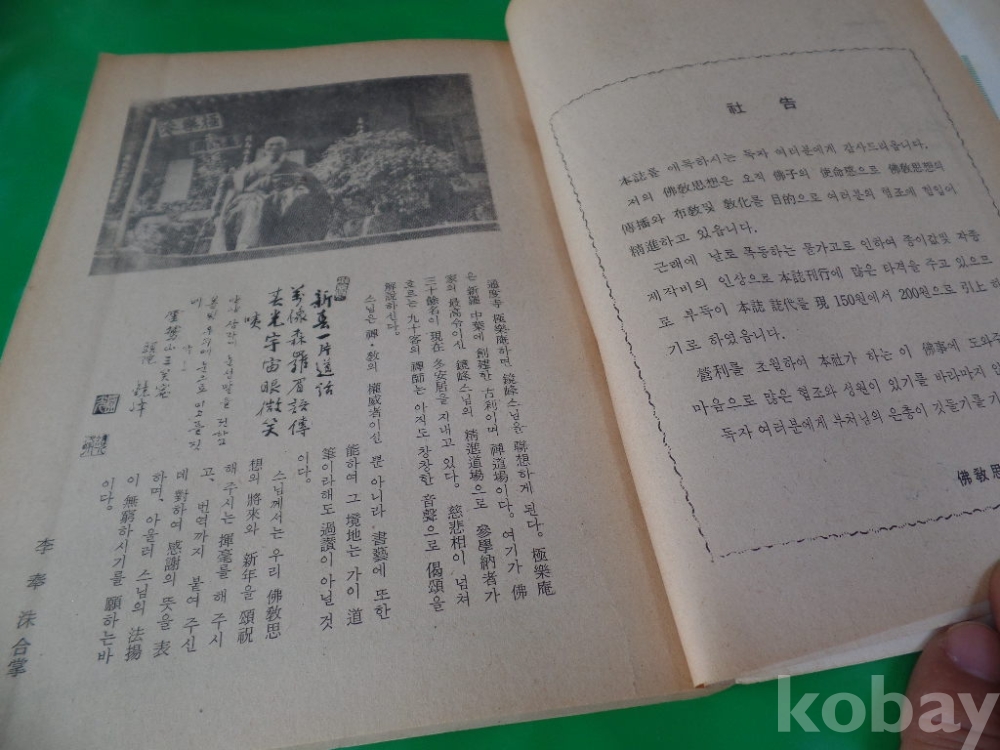 通度寺 極樂庵하면 鏡峰스님을 聯想하게 된다. 極樂庵
은 新羅 中葉에 創建한 古刹이며 禪道場이다. 여기가 佛
家의 最高令이신 鏡峰스님의 精進道場으로 參學納者가
三十餘名이 現在 冬安居를 지내고 있다. 慈悲相이 넘쳐
흐르는 九十客의 禪師는 아직도 창창한 音聲으로 偈頌을
解說하신다.
스님은 禪·敎의 權威者이신 뿐 아니라 書藝에 또한
能하여 그 境地는 가이 道
筆이라해도 過讚이 아닐 것
이다.
新春一片道話
萬像森羅
春光宇宙眼微笑
스님께서는 우리 佛敎思
想의 將來와 新年을 頌祝
해 주시는 揮毫를 해 주시
고, 번역까지 붙여 주신
데 對하여 感謝의 뜻을 表
하며, 아울러 스님의 法揚
이 無窮하시기를 願하는바
이다.
李奉洙 合掌
社告
本誌를 애독하시는 독자 여러분에게 감사드리옵니다.
저의 佛敎思想은 오직 佛子의 使命感으로 佛敎思想의
傳播와 布敎및 敎化를 目的으로 여러분의 협조에 힘입어
精進하고 있읍니다.
근래에 날로 폭등하는 물가고로 인하여 종이값및 각종
제작비의 인상으로 本誌刊行에 많은 타격을 주고 있으므
로 부득이 本誌 誌代를 現 150원에서 200원으로 引上하
기로 하였읍니다.
營利를 초월하여 本社가 하는 이 佛事에 도와주
마음으로 많은 협조와 성원이 있기를 바라마지 않
독자 여러분에게 부처님의 은총이 깃들기를 기
佛敎思
kobay